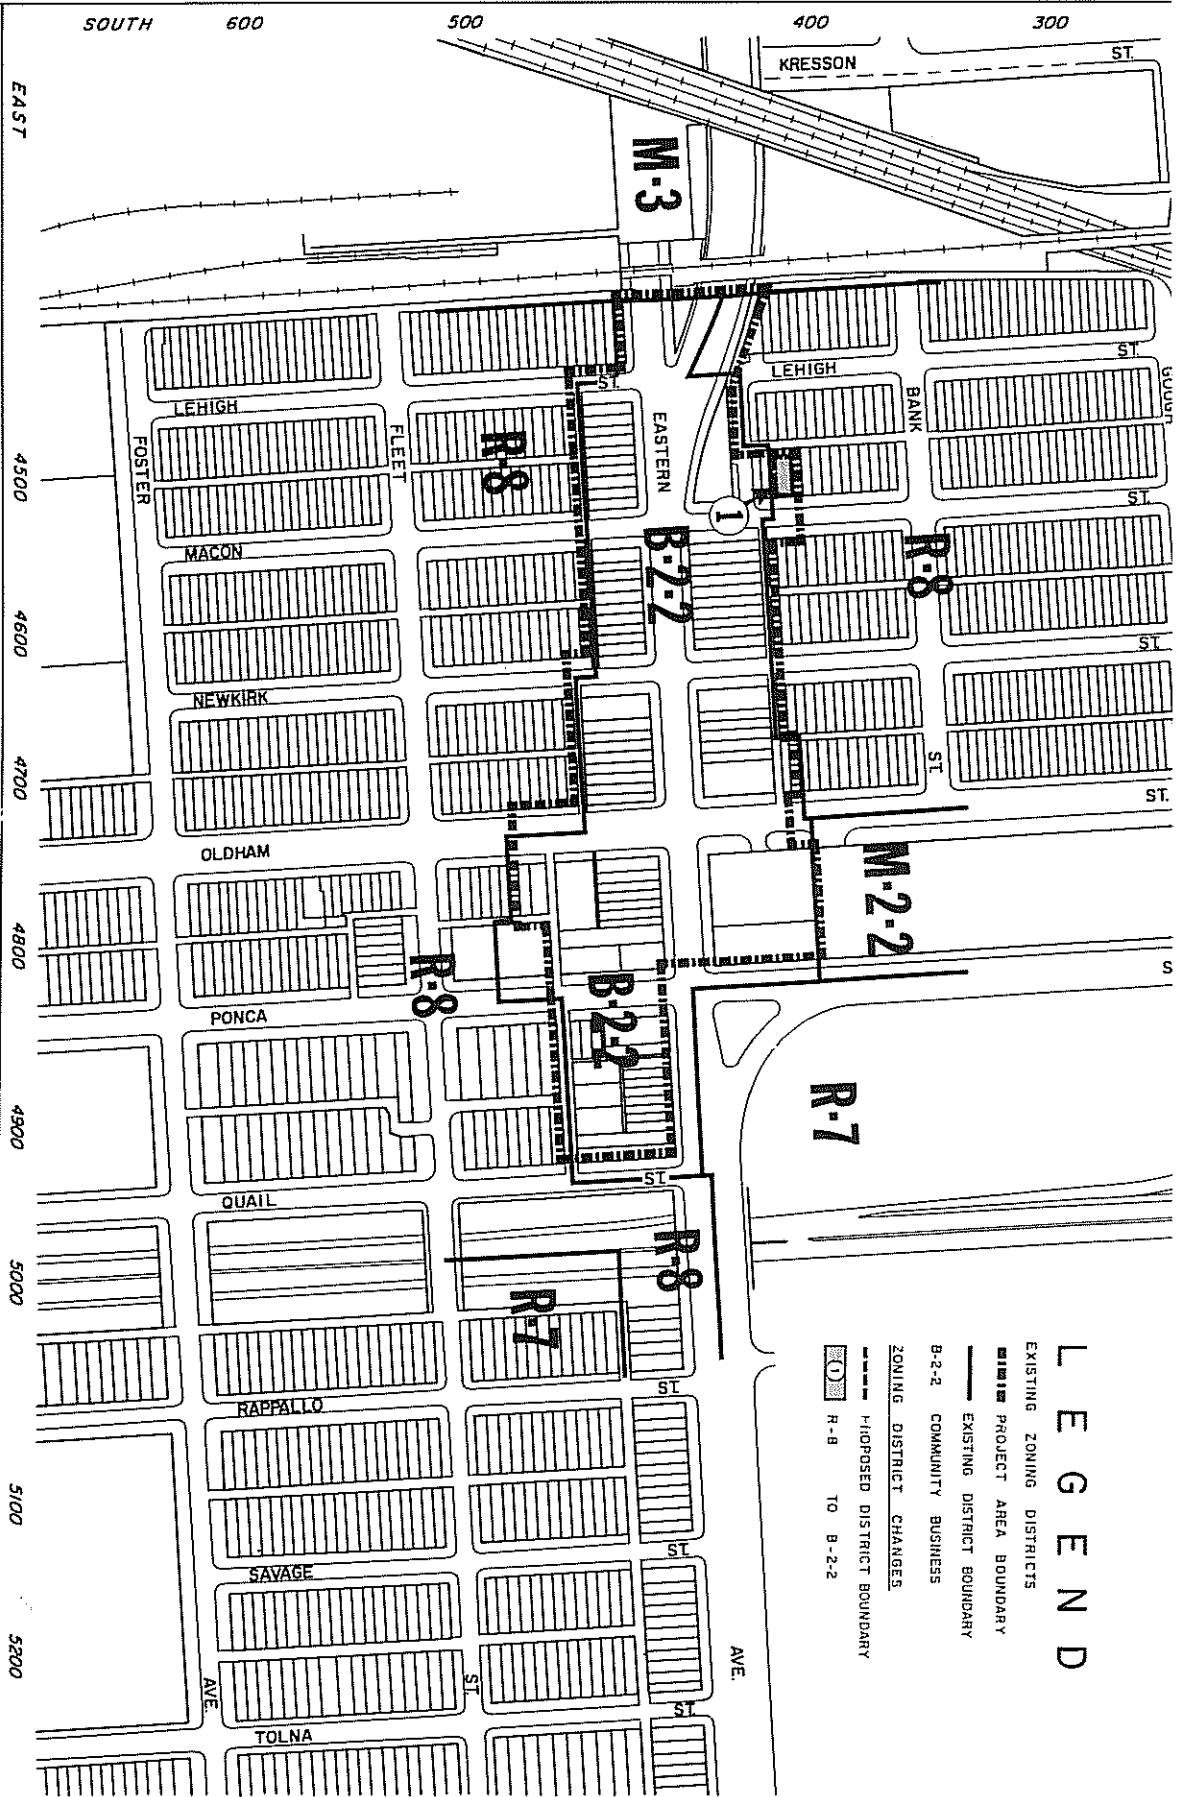 SOUTH 600 500 400 300
EAST
4500
4600
4700
4800
4900
5000
5100
5200
KRESSON
ST.
M-3
LEHIGH
ST.
LEHIGH
ST.
BANK
ST.
ST.
ST.
ST.
ST.
S
FOSTER
AVE.
FLEET
ST.
EASTERN
AVE.
MACON
NEWKIRK
OLDHAM
PONCA
QUAIL
ST.
RAPPALLO
ST.
SAVAGE
ST.
TOLNA
ST.
R-8
R-8
B-2-2
1
M-2-2
R-8
B-2-2
R-7
R-8
R-7
LEGEND
EXISTING ZONING DISTRICTS
PROJECT AREA BOUNDARY
EXISTING DISTRICT BOUNDARY
B-2-2 COMMUNITY BUSINESS
ZONING DISTRICT CHANGES
PROPOSED DISTRICT BOUNDARY
1 R-8 TO B-2-2